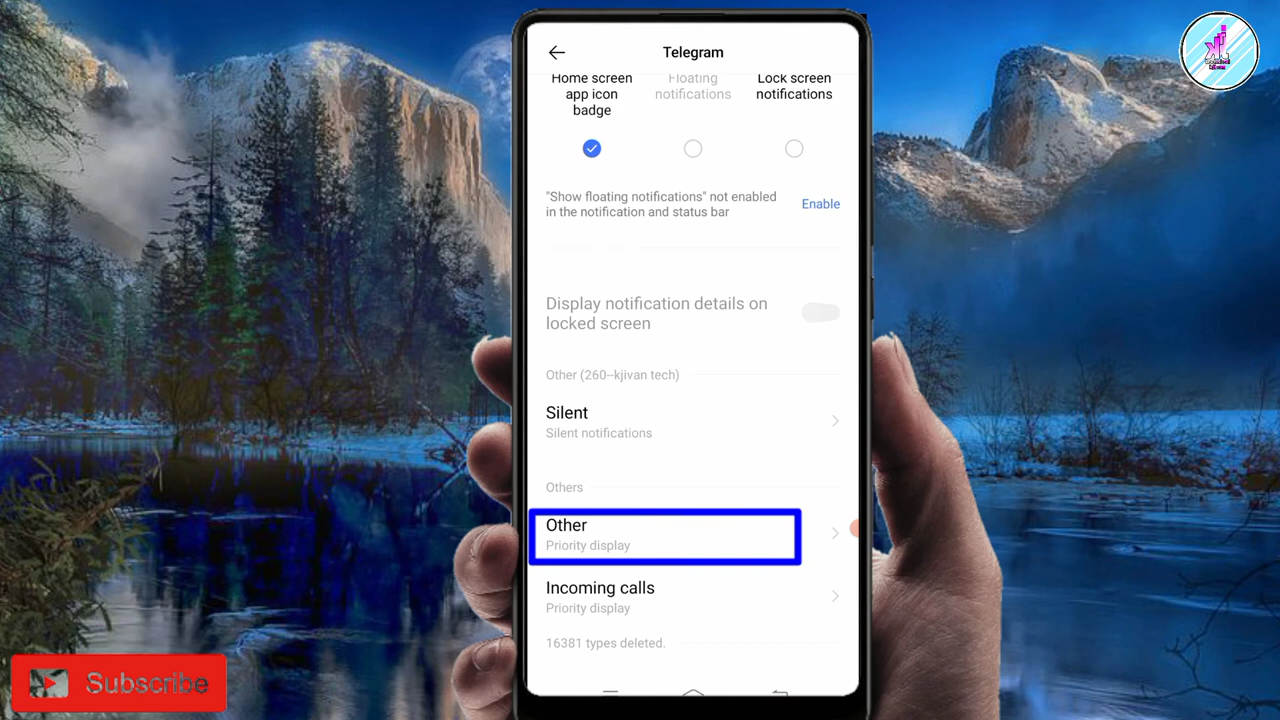 Telegram
Home screen
app icon
badge
Floating
notifications
Lock screen
notifications
"Show floating notifications" not enabled
in the notification and status bar
Enable
Display notification details on
locked screen
Other (260--kjivan tech)
Silent
Silent notifications
Others
Other
Priority display
Incoming calls
Priority display
16381 types deleted.
Subscribe